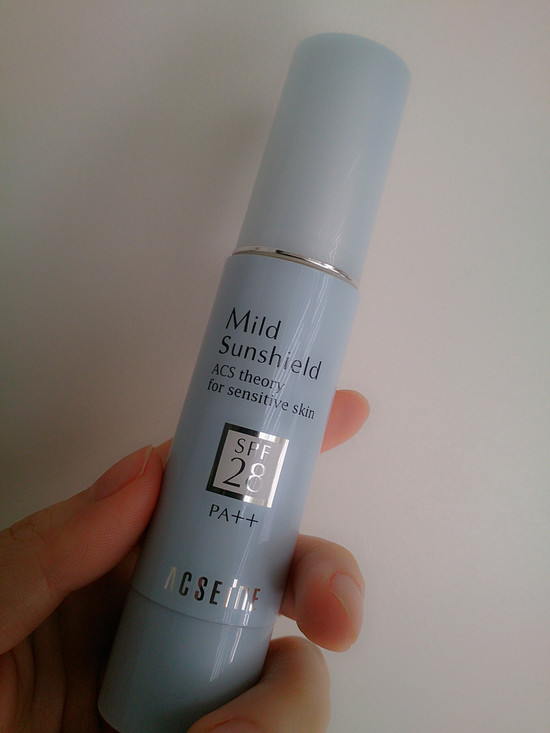 Mild
Sunshield
ACS theory
for sensitive skin
SPF
28
PA++
ACSEINE